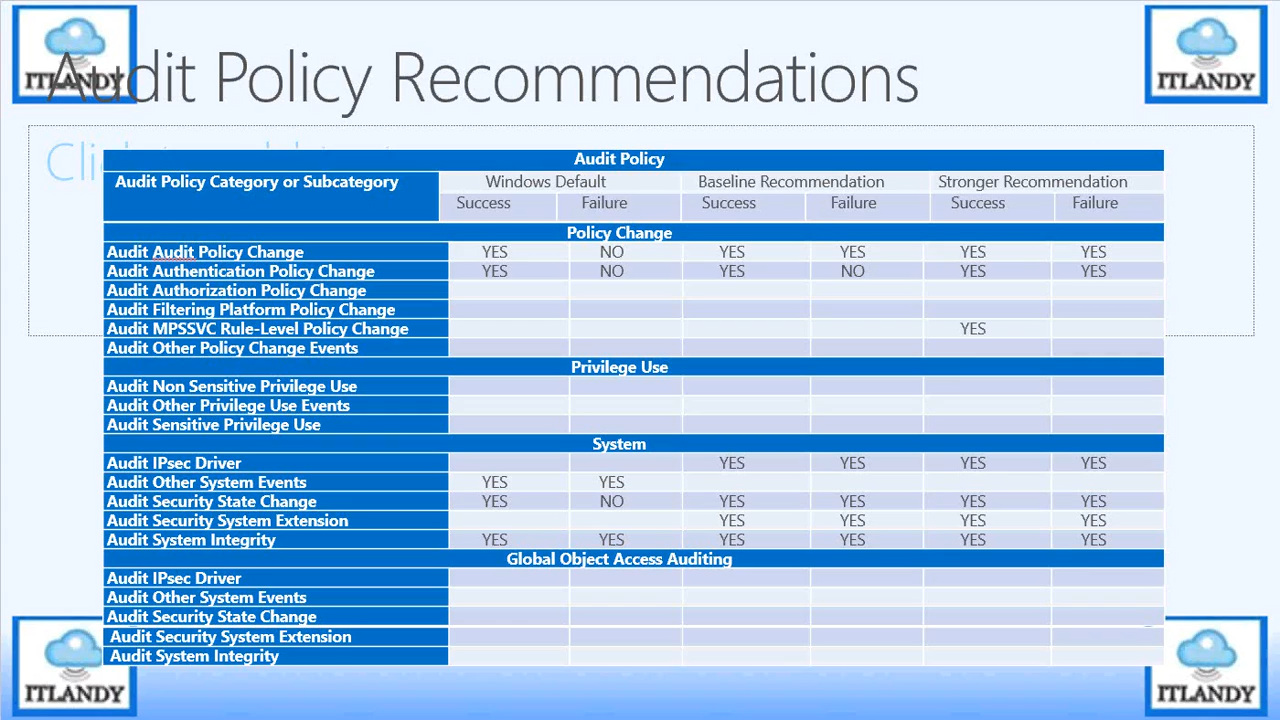 ITLANDY
ITLANDY
Audit Policy Recommendations
Audit Policy
Audit Policy Category or Subcategory Windows Default Baseline Recommendation Stronger Recommendation
Success Failure Success Failure Success Failure
Policy Change
Audit Audit Policy Change YES NO YES YES YES YES
Audit Authentication Policy Change YES NO YES NO YES YES
Audit Authorization Policy Change
Audit Filtering Platform Policy Change
Audit MPSSVC Rule-Level Policy Change YES
Audit Other Policy Change Events
Privilege Use
Audit Non Sensitive Privilege Use
Audit Other Privilege Use Events
Audit Sensitive Privilege Use
System
Audit IPsec Driver YES YES YES YES
Audit Other System Events YES YES
Audit Security State Change YES NO YES YES YES YES
Audit Security System Extension YES YES YES YES
Audit System Integrity YES YES YES YES YES YES
Global Object Access Auditing
Audit IPsec Driver
Audit Other System Events
Audit Security State Change
Audit Security System Extension
Audit System Integrity
ITLANDY
ITLANDY